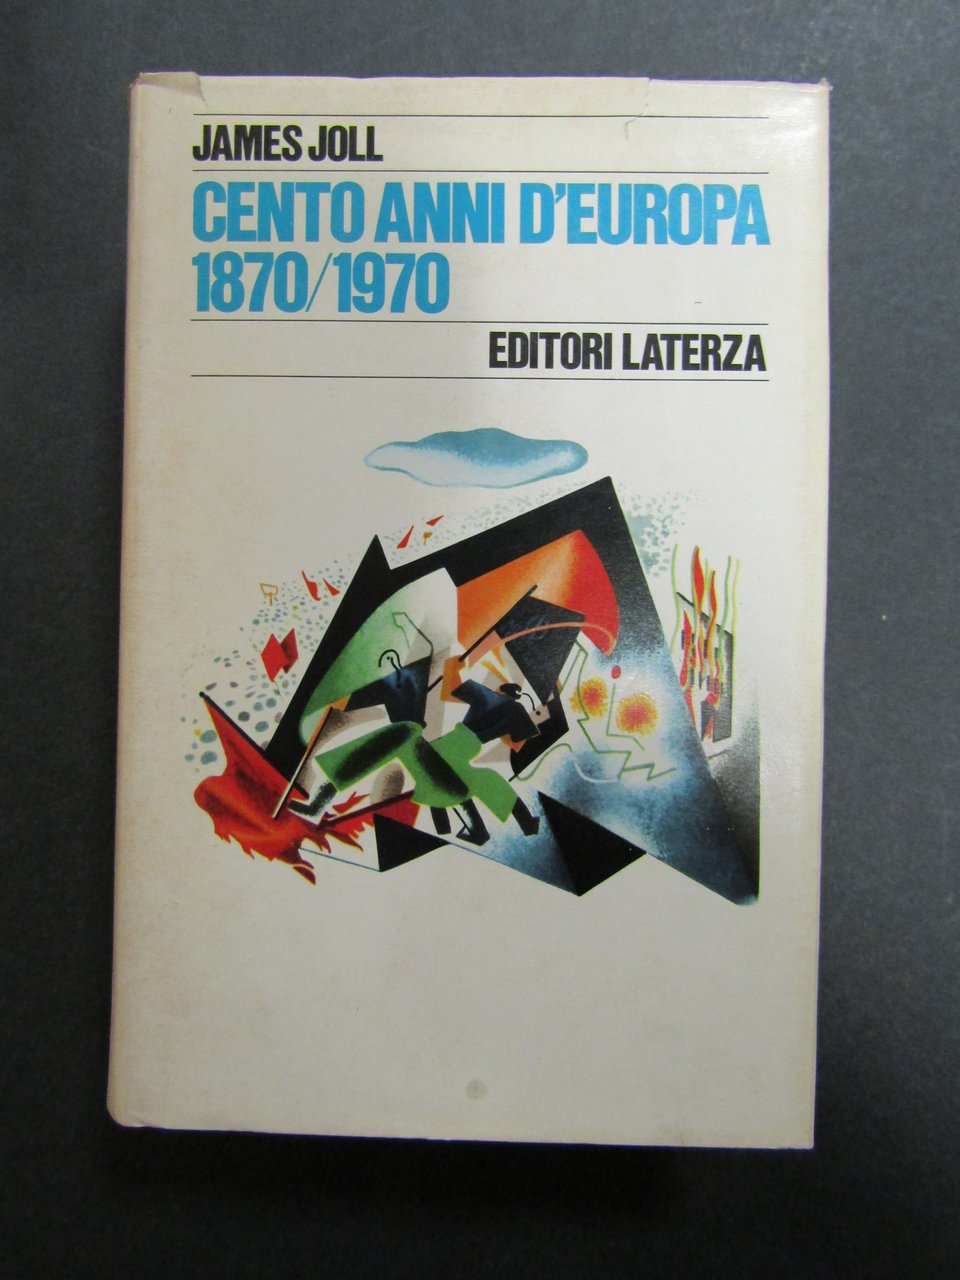 JAMES JOLL
CENTO ANNI D'EUROPA
1870/1970
EDITORI LATERZA